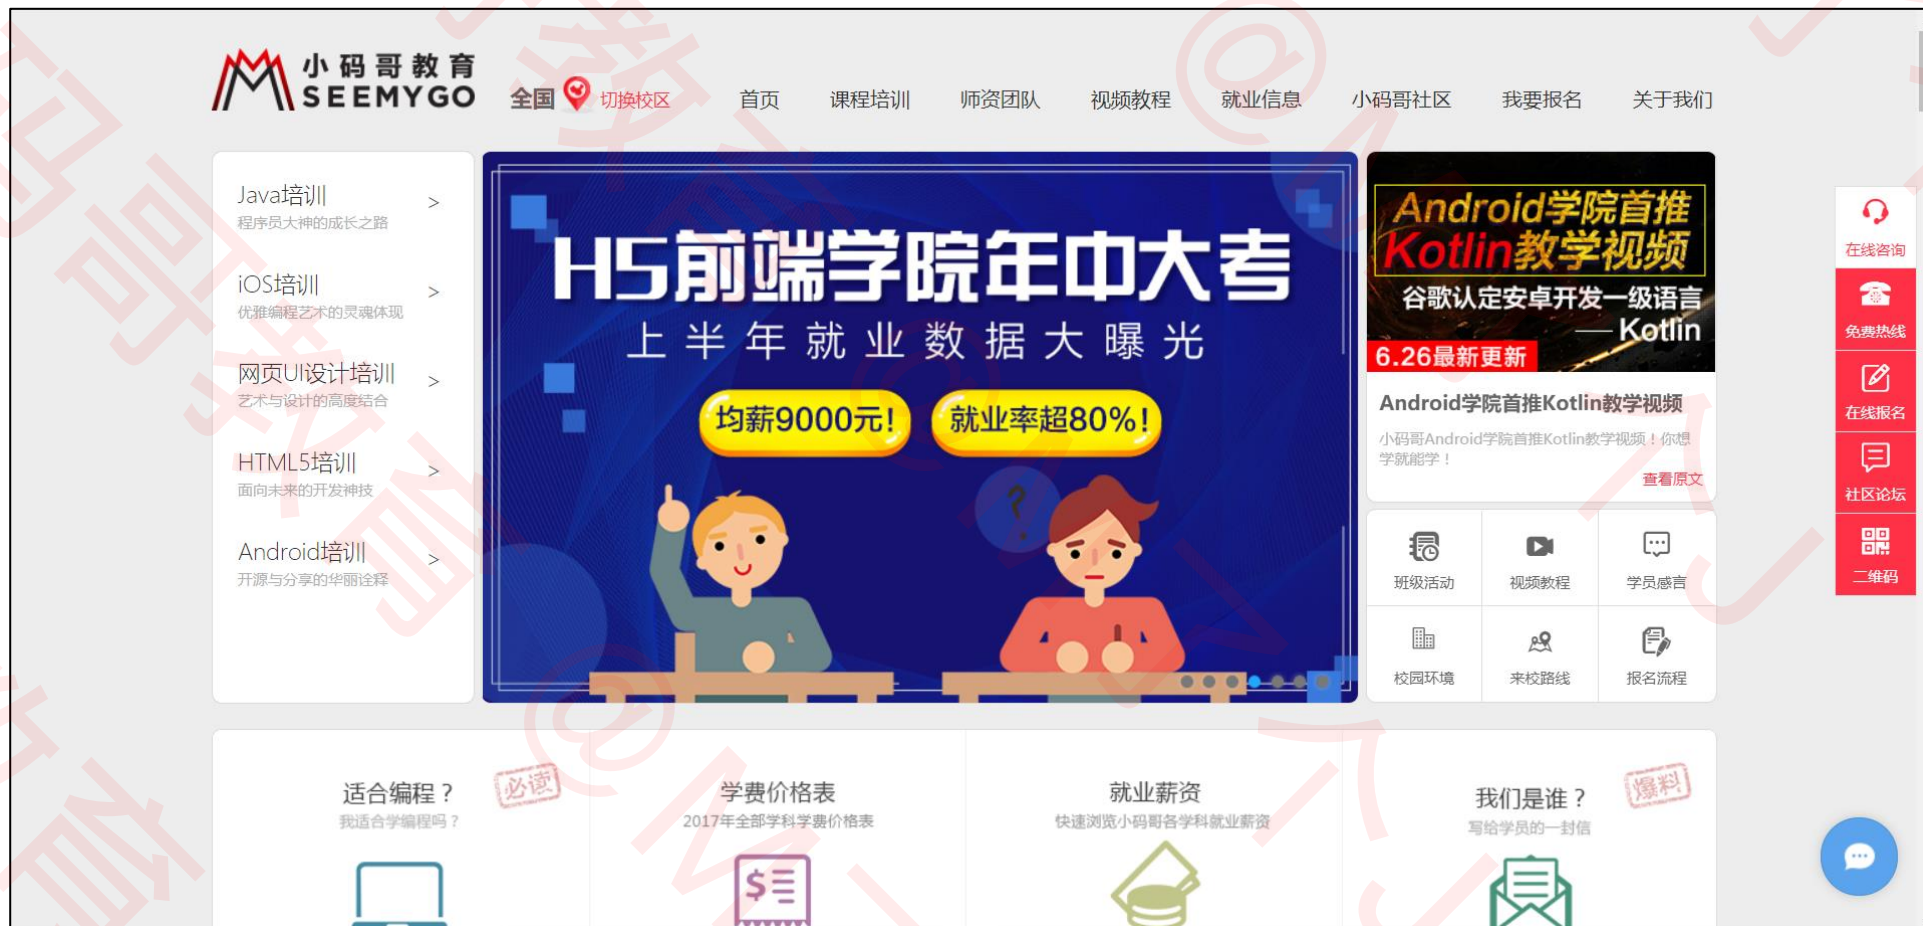 小码哥教育
SEEMYGO
全国 切换校区 首页 课程培训 师资团队 视频教程 就业信息 小码哥社区 我要报名 关于我们
Java培训 >
程序员大神的成长之路
iOS培训 >
优雅编程艺术的灵魂体现
网页UI设计培训 >
艺术与设计的高度结合
HTML5培训 >
面向未来的开发神技
Android培训 >
开源与分享的华丽诠释
H5前端学院年中大考
上半年就业数据大曝光
均薪9000元! 就业率超80%!
?
Android学院首推
Kotlin教学视频
谷歌认定安卓开发一级语言
——Kotlin
6.26最新更新
Android学院首推Kotlin教学视频
小码哥Android学院首推Kotlin教学视频！你想
学就能学！
查看原文
班级活动 视频教程 学员感言
校园环境 来校路线 报名流程
在线咨询
免费热线
在线报名
社区论坛
二维码
适合编程？ 必读
我适合学编程吗？
学费价格表
2017年全部学科学费价格表
就业薪资
快速浏览小码哥各学科就业薪资
我们是谁？ 爆料
写给学员的一封信
$